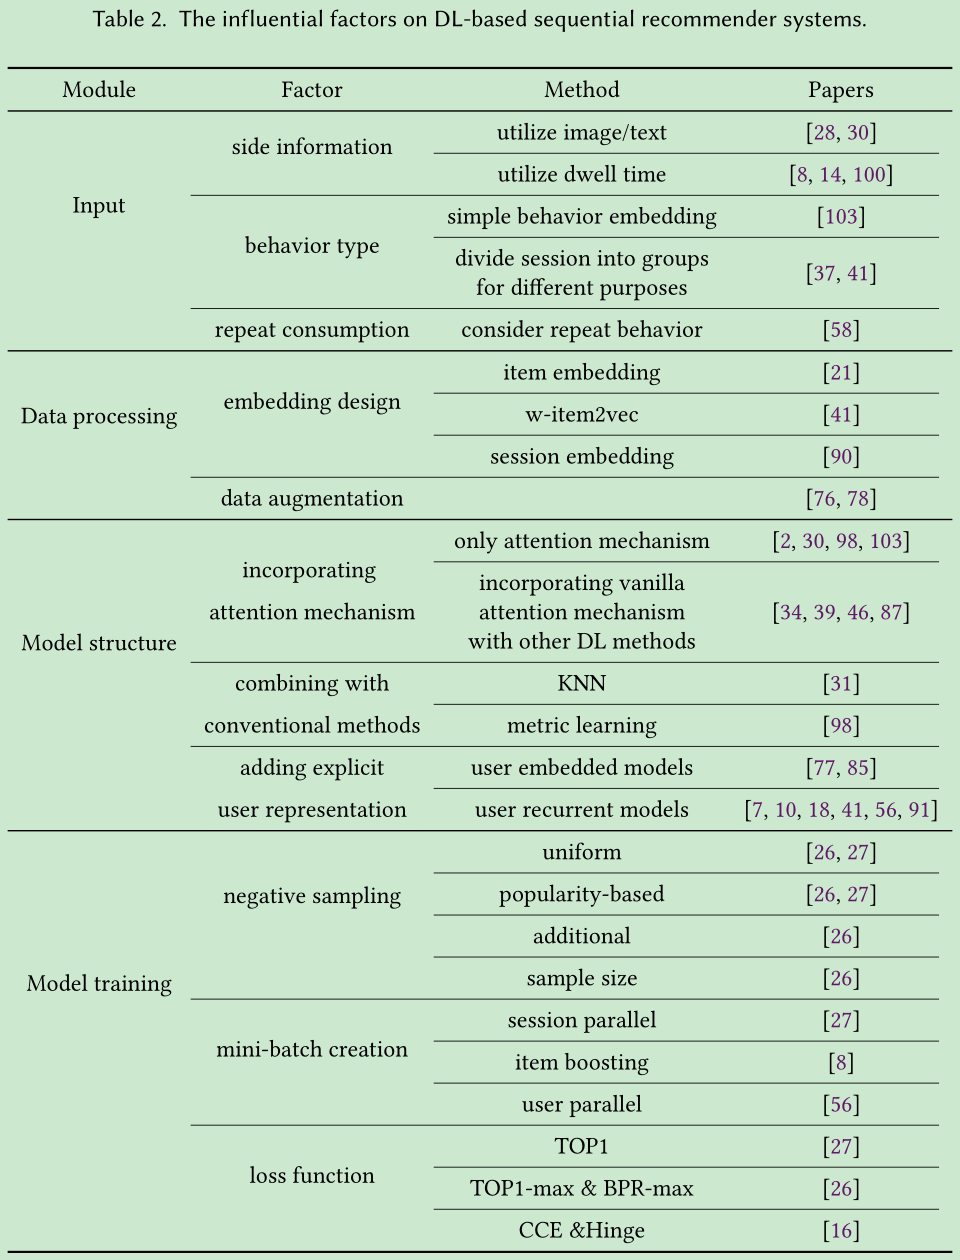 Table 2. The influential factors on DL-based sequential recommender systems.
Module Factor Method Papers
Input
side information
utilize image/text [28, 30]
utilize dwell time [8, 14, 100]
behavior type
simple behavior embedding [103]
divide session into groups
for different purposes
[37, 41]
repeat consumption consider repeat behavior [58]
Data processing
embedding design
item embedding [21]
w-item2vec [41]
session embedding [90]
data augmentation [76, 78]
Model structure
incorporating
attention mechanism
only attention mechanism [2, 30, 98, 103]
incorporating vanilla
attention mechanism
with other DL methods
[34, 39, 46, 87]
combining with KNN [31]
conventional methods metric learning [98]
adding explicit user embedded models [77, 85]
user representation user recurrent models [7, 10, 18, 41, 56, 91]
Model training
negative sampling
uniform [26, 27]
popularity-based [26, 27]
additional [26]
sample size [26]
mini-batch creation
session parallel [27]
item boosting [8]
user parallel [56]
loss function
TOP1 [27]
TOP1-max & BPR-max [26]
CCE &Hinge [16]